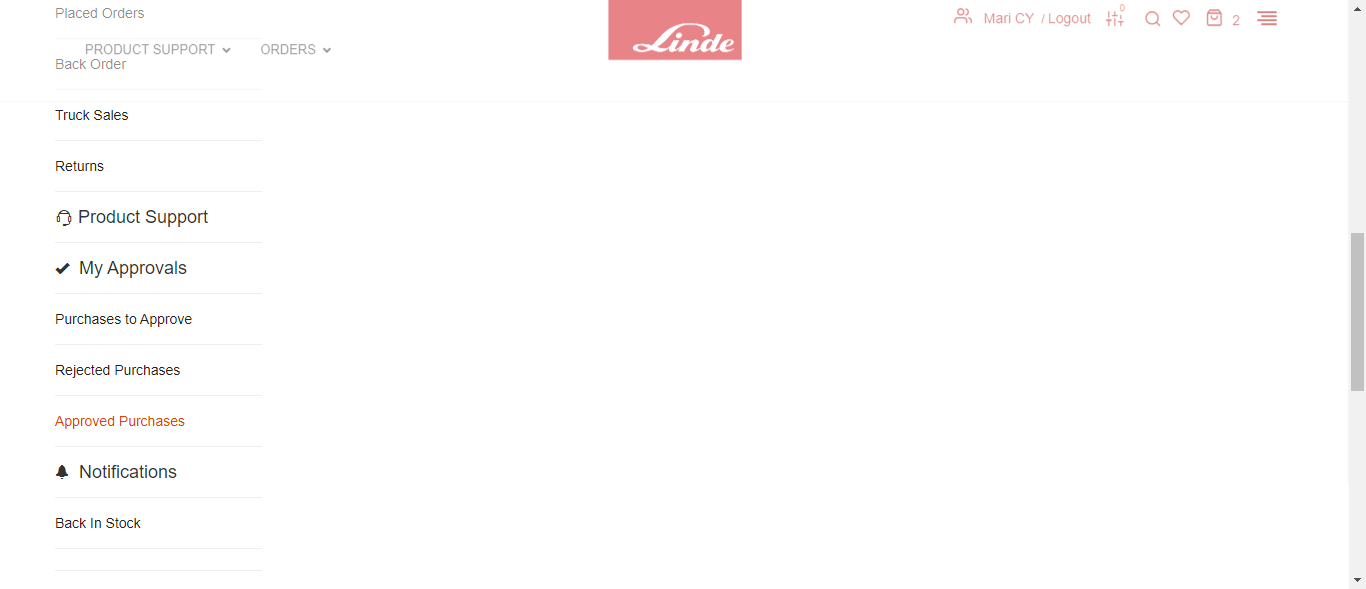 Placed Orders
Linde
Mari CY / Logout
0
2
PRODUCT SUPPORT
ORDERS
Back Order
Truck Sales
Returns
Product Support
My Approvals
Purchases to Approve
Rejected Purchases
Approved Purchases
Notifications
Back In Stock